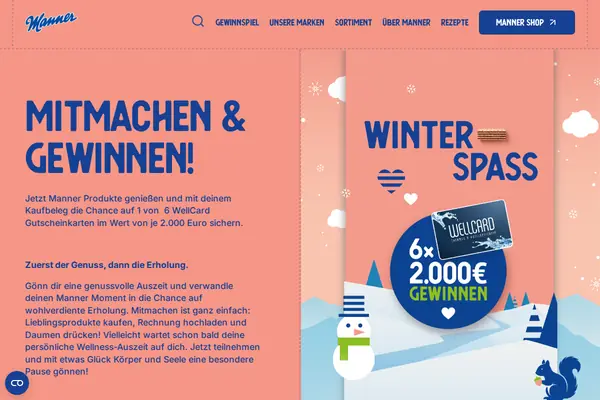 Manner
GEWINNSPIEL UNSERE MARKEN SORTIMENT ÜBER MANNER REZEPTE MANNER SHOP
MITMACHEN &
GEWINNEN!
Jetzt Manner Produkte genießen und mit deinem
Kaufbeleg die Chance auf 1 von 6 WellCard
Gutscheinkarten im Wert von je 2.000 Euro sichern.
Zuerst der Genuss, dann die Erholung.
Gönn dir eine genussvolle Auszeit und verwandle
deinen Manner Moment in die Chance auf
wohlverdiente Erholung. Mitmachen ist ganz einfach:
Lieblingsprodukte kaufen, Rechnung hochladen und
Daumen drücken! Vielleicht wartet schon bald deine
persönliche Wellness-Auszeit auf dich. Jetzt teilnehmen
und mit etwas Glück Körper und Seele eine besondere
Pause gönnen!
WINTER
SPASS
WELLCARD
6x
2.000€
GEWINNEN